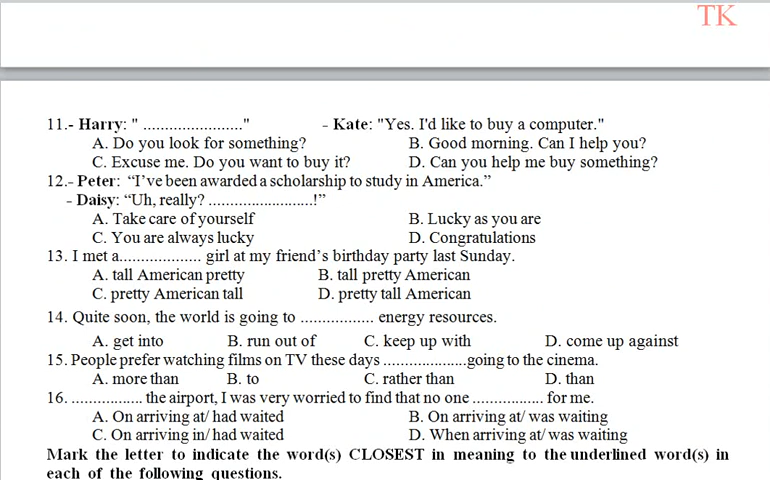 TK
11.- Harry: " ......................." - Kate: "Yes. I'd like to buy a computer."
A. Do you look for something? B. Good morning. Can I help you?
C. Excuse me. Do you want to buy it? D. Can you help me buy something?
12.- Peter: “I’ve been awarded a scholarship to study in America.”
- Daisy: “Uh, really? ........................!”
A. Take care of yourself B. Lucky as you are
C. You are always lucky D. Congratulations
13. I met a................... girl at my friend’s birthday party last Sunday.
A. tall American pretty B. tall pretty American
C. pretty American tall D. pretty tall American
14. Quite soon, the world is going to ................. energy resources.
A. get into B. run out of C. keep up with D. come up against
15. People prefer watching films on TV these days ...................going to the cinema.
A. more than B. to C. rather than D. than
16. ................ the airport, I was very worried to find that no one ................ for me.
A. On arriving at/ had waited B. On arriving at/ was waiting
C. On arriving in/ had waited D. When arriving at/ was waiting
Mark the letter to indicate the word(s) CLOSEST in meaning to the underlined word(s) in
each of the following questions.